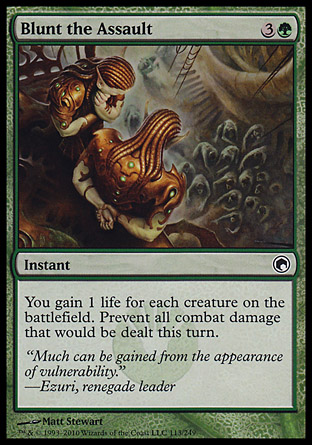 Blunt the Assault 3
Instant
You gain 1 life for each creature on the
battlefield. Prevent all combat damage
that would be dealt this turn.
“Much can be gained from the appearance
of vulnerability.”
—Ezuri, renegade leader
Matt Stewart
™ & © 1993–2010 Wizards of the Coast LLC 113/249